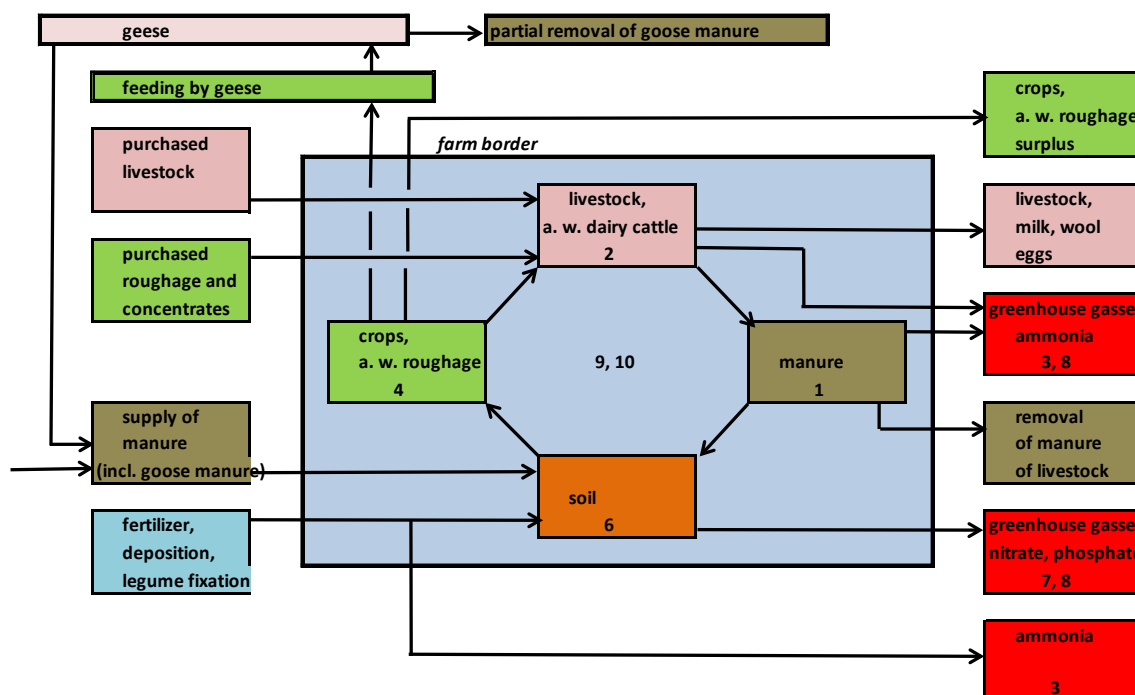 geese
partial removal of goose manure
feeding by geese
crops,
a. w. roughage
surplus
purchased
livestock
farm border
livestock,
a. w. dairy cattle
2
livestock,
milk, wool
eggs
purchased
roughage and
concentrates
greenhouse gasse
ammonia
3, 8
crops,
a. w. roughage
4
9, 10
manure
1
supply of
manure
(incl. goose manure)
removal
of manure
of livestock
soil
6
fertilizer,
deposition,
legume fixation
greenhouse gasse
nitrate, phosphate
7, 8
ammonia
3